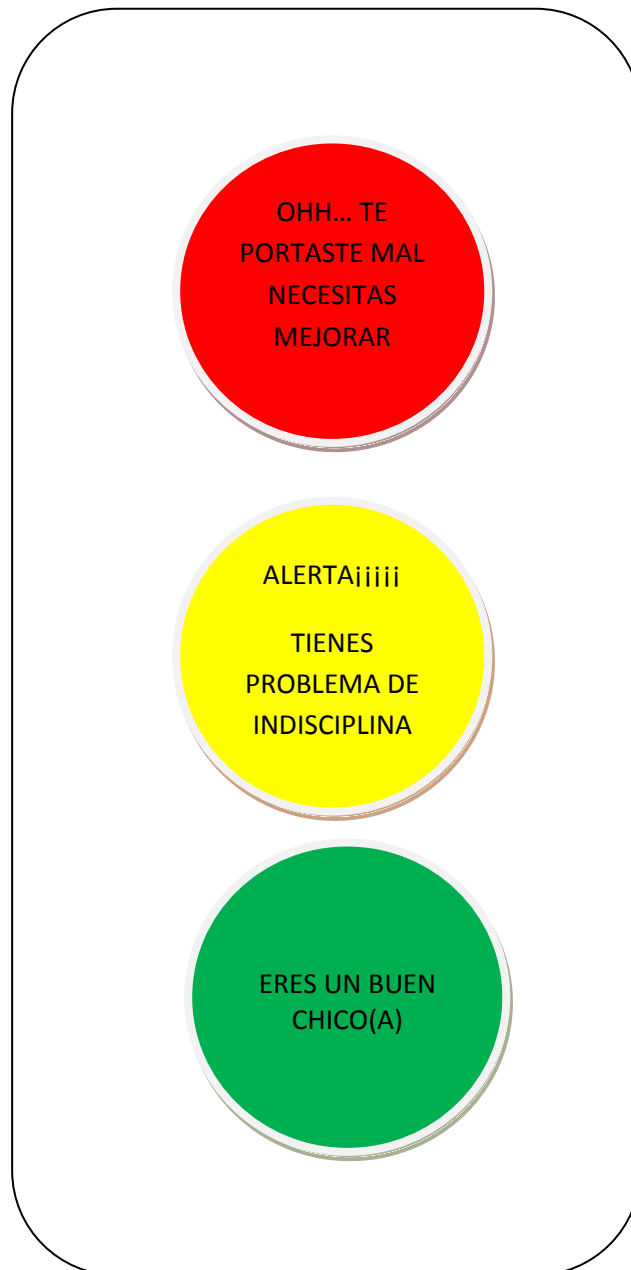 OHH... TE
PORTASTE MAL
NECESITAS
MEJORAR
ALERTA¡¡¡¡¡
TIENES
PROBLEMA DE
INDISCIPLINA
ERES UN BUEN
CHICO(A)